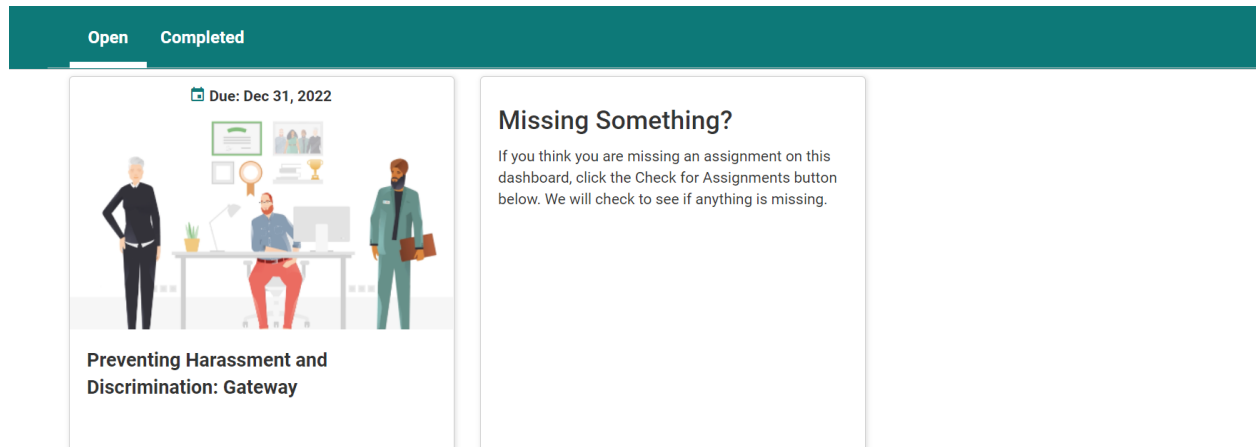 Open Completed
Due: Dec 31, 2022
Preventing Harassment and
Discrimination: Gateway
Missing Something?
If you think you are missing an assignment on this
dashboard, click the Check for Assignments button
below. We will check to see if anything is missing.